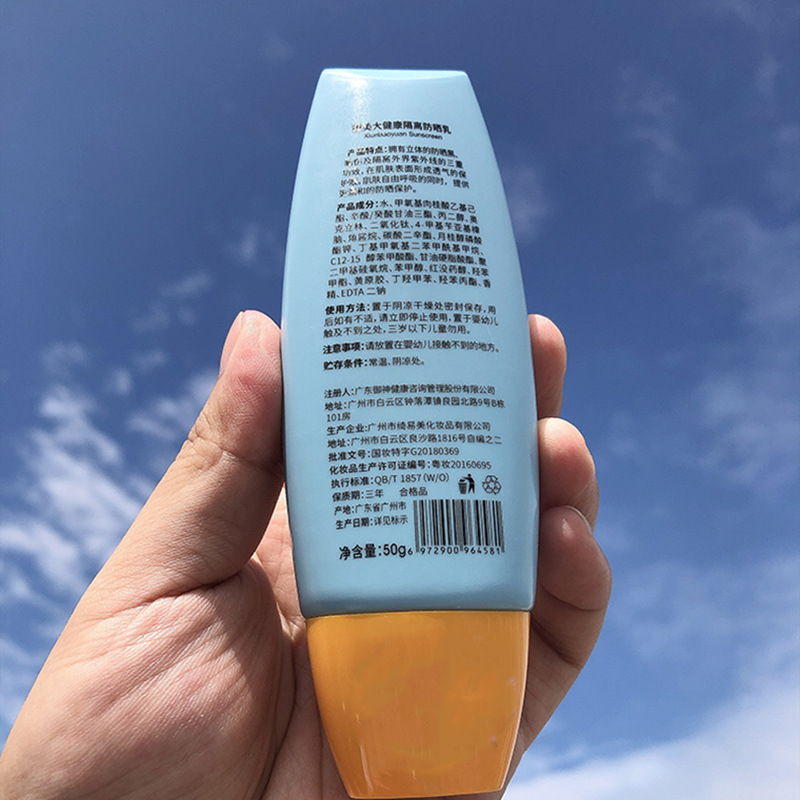 美大健康隔离防晒乳
Sunscreen
产品特点：拥有立体的防晒黑、
及隔离外界紫外线的三重
功效，在肌肤表面形成透气的保
肌肤自由呼吸的同时，提供
的防晒保护。
产品成分：水、甲氧基肉桂酸乙基己
酯、辛酸/癸酸甘油三酯、丙二醇、奥
克立林、二氧化钛、4-甲基苄亚基樟
脑、角鲨烷、碳酸二辛酯、月桂醇磷酸
酯钾、丁基甲氧基二苯甲酰基甲烷、
C12-15 醇苯甲酸酯、甘油硬脂酸酯、聚
二甲基硅氧烷、苯甲醇、红没药醇、羟苯
甲酯、黄原胶、丁羟甲苯、羟苯丙酯、香
精、EDTA 二钠
使用方法：置于阴凉干燥处密封保存，用
后如有不适，请立即停止使用，置于婴幼儿
触及不到之处，三岁以下儿童勿用。
注意事项：请放置在婴幼儿接触不到的地方。
贮存条件：常温、阴凉处。
注册人：广东御神健康咨询管理股份有限公司
地址：广州市白云区钟落潭镇良园北路9号B栋
101房
生产企业：广州市绮易美化妆品有限公司
地址：广州市白云区良沙路1816号自编之二
批准文号：国妆特字G20180369
化妆品生产许可证编号：粤妆20160695
执行标准：QB/T 1857 (W/O)
保质期：三年 合格品
产地：广东省广州市
生产日期：详见标示
净含量：50g
6 972900 964581